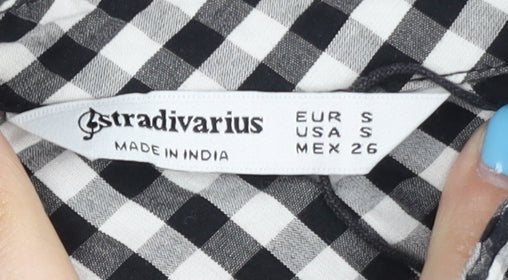 stradivarius
MADE IN INDIA
EUR S
USA S
MEX 26